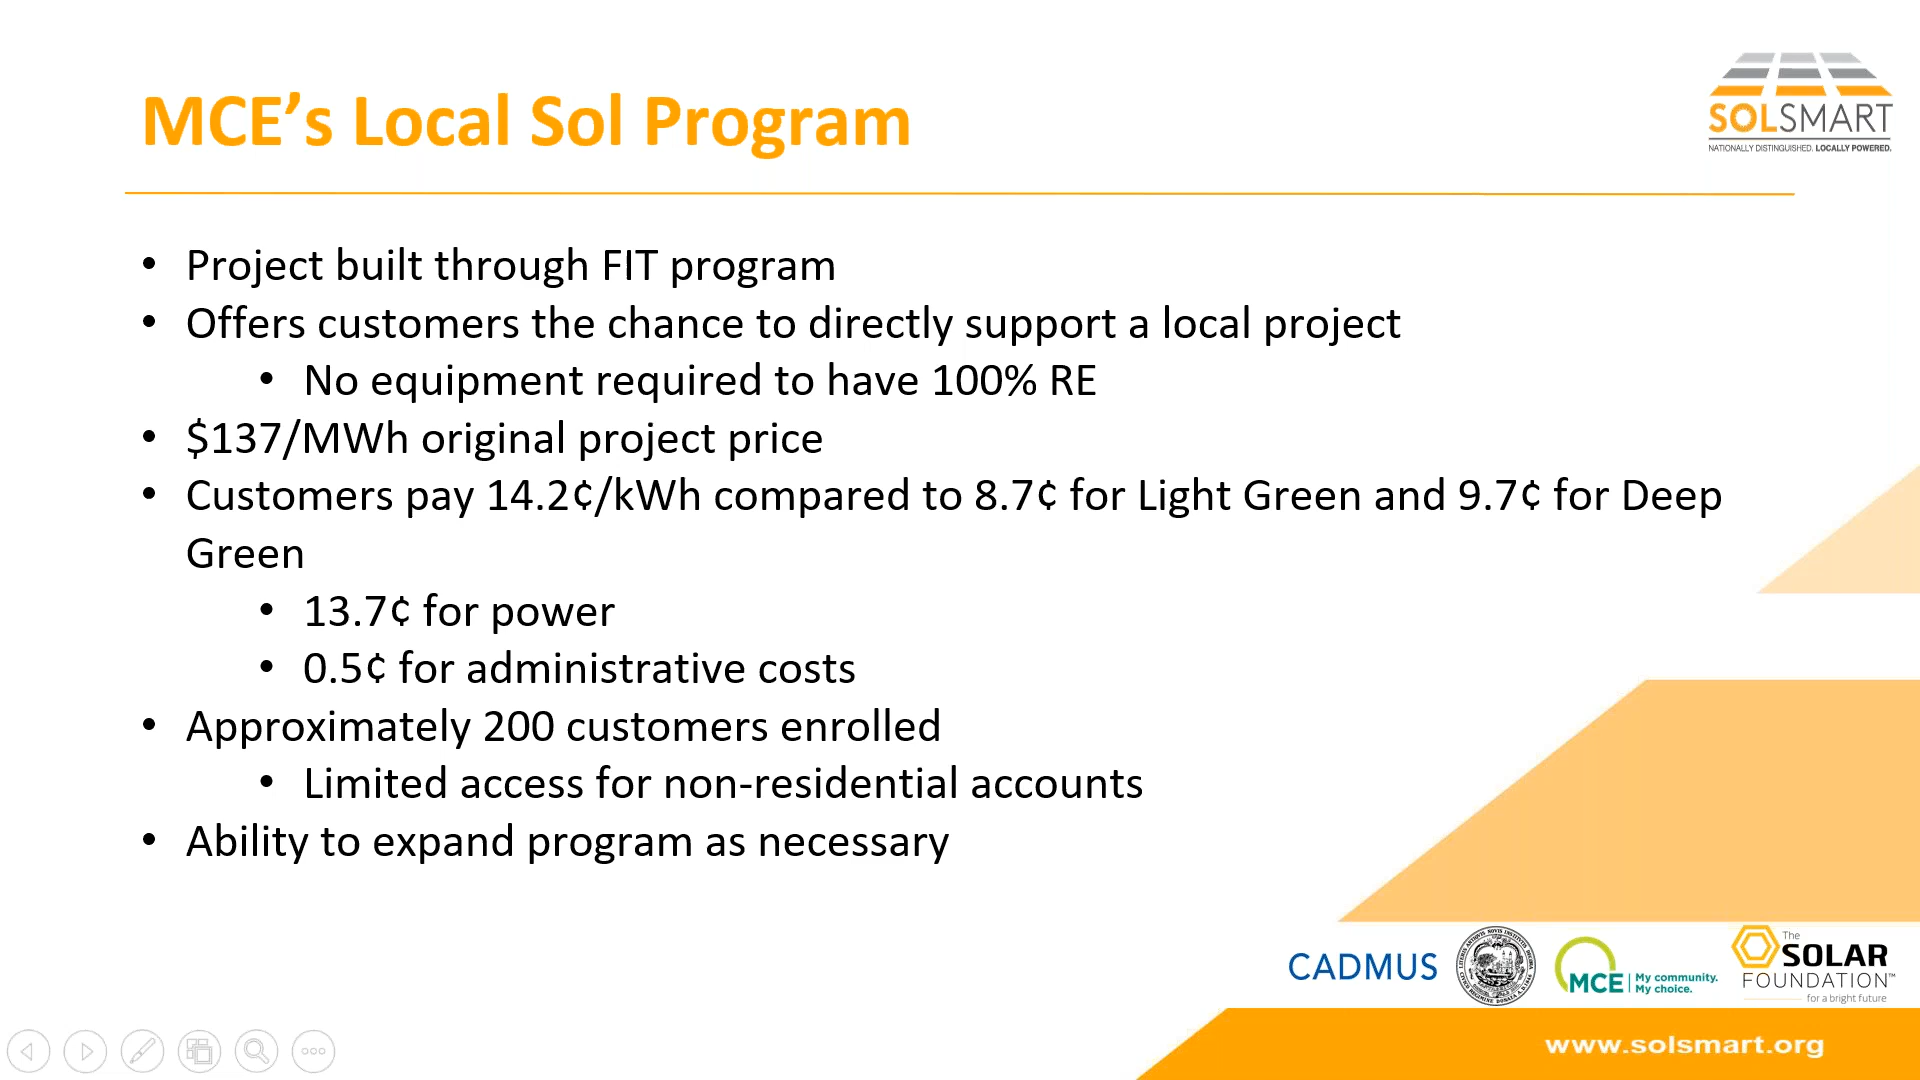 MCE’s Local Sol Program
SOLSMART
NATIONALLY DISTINGUISHED. LOCALLY POWERED.
• Project built through FIT program
• Offers customers the chance to directly support a local project
• No equipment required to have 100% RE
• $137/MWh original project price
• Customers pay 14.2¢/kWh compared to 8.7¢ for Light Green and 9.7¢ for Deep
Green
• 13.7¢ for power
• 0.5¢ for administrative costs
• Approximately 200 customers enrolled
• Limited access for non-residential accounts
• Ability to expand program as necessary
CADMUS
MCE
My community.
My choice.
The
SOLAR
FOUNDATION™
for a bright future
www.solsmart.org